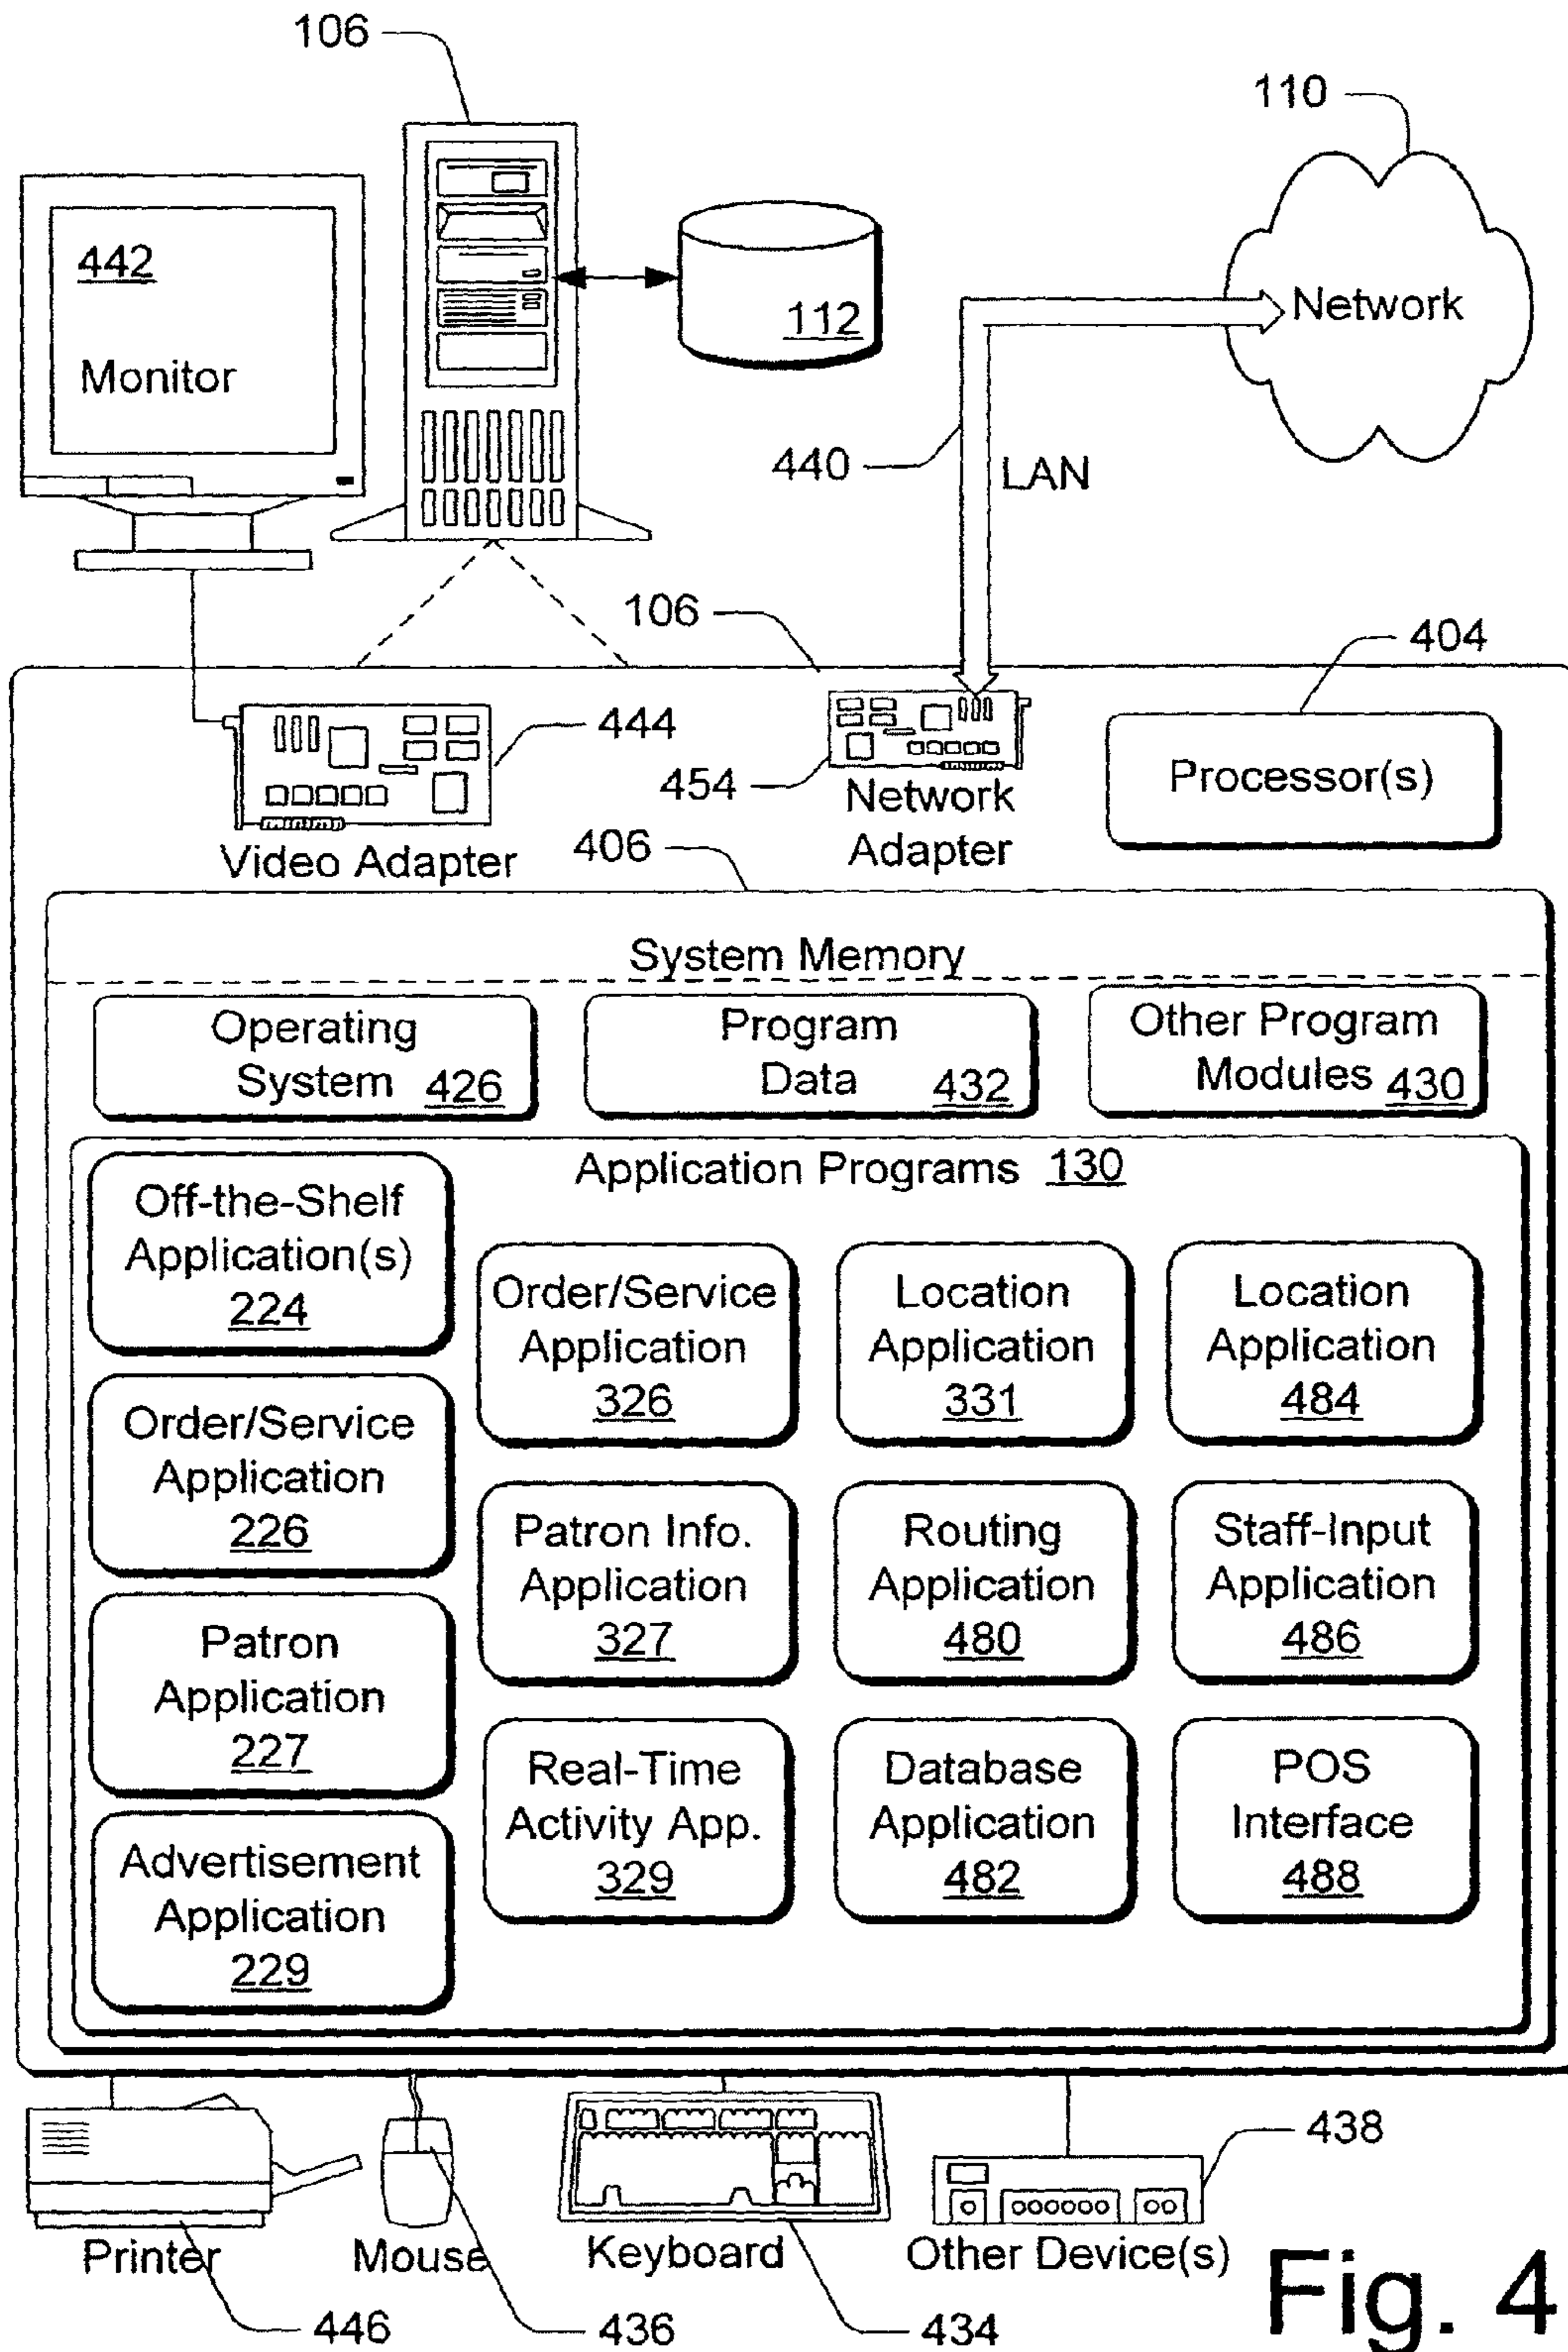 106
110
442
Monitor
112
Network
440
LAN
106
404
444
454
Network
Adapter
Processor(s)
Video Adapter
406
System Memory
Operating
System 426
Program
Data 432
Other Program
Modules 430
Application Programs 130
Off-the-Shelf
Application(s)
224
Order/Service
Application
226
Patron
Application
227
Advertisement
Application
229
Order/Service
Application
326
Patron Info.
Application
327
Real-Time
Activity App.
329
Location
Application
331
Routing
Application
480
Database
Application
482
Location
Application
484
Staff-Input
Application
486
POS
Interface
488
438
Printer
Mouse
Keyboard
Other Device(s)
446
436
434
Fig. 4